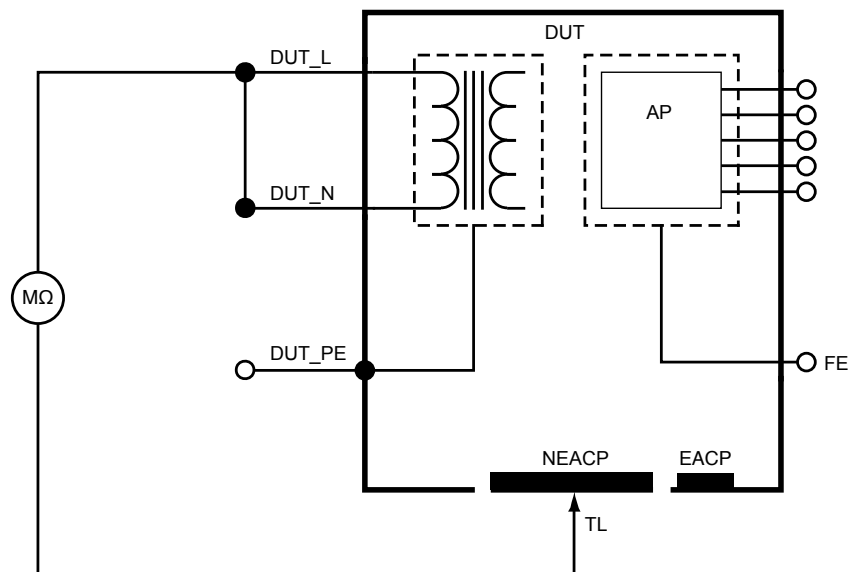 DUT
DUT_L
AP
DUT_N
MΩ
DUT_PE
FE
NEACP
EACP
TL